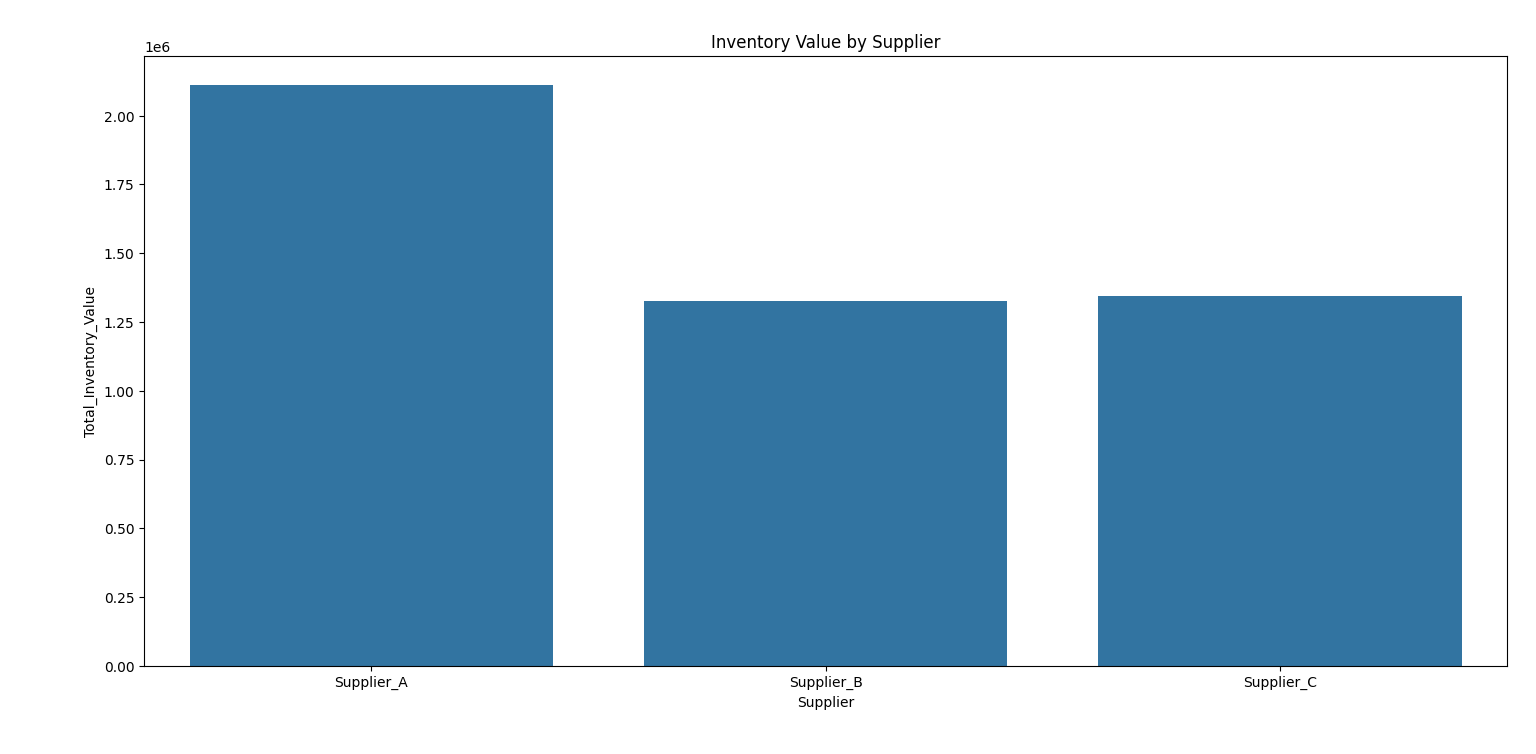 Inventory Value by Supplier
1e6
2.00
1.75
1.50
1.25
1.00
0.75
0.50
0.25
0.00
Total_Inventory_Value
Supplier_A
Supplier_B
Supplier_C
Supplier